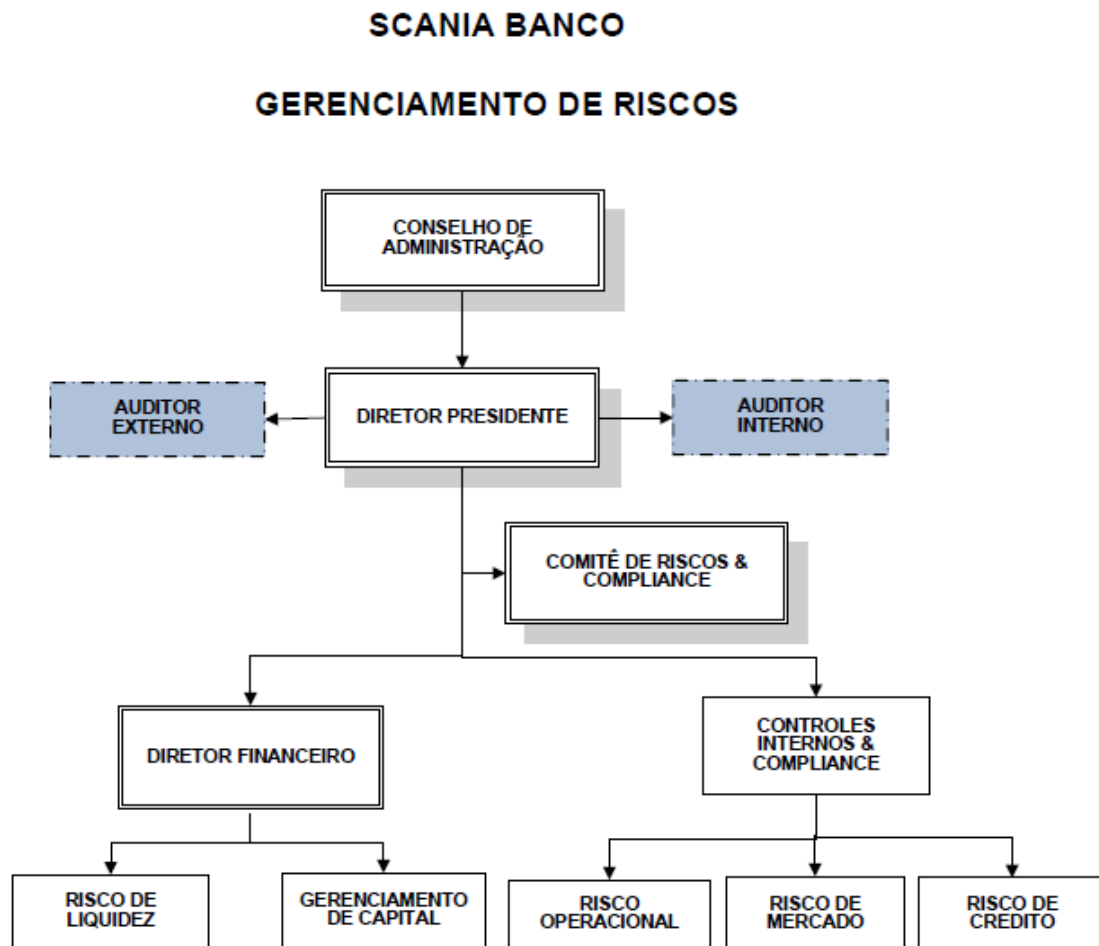 SCANIA BANCO
GERENCIAMENTO DE RISCOS
CONSELHO DE
ADMINISTRAÇÃO
AUDITOR
EXTERNO
DIRETOR PRESIDENTE
AUDITOR
INTERNO
COMITÊ DE RISCOS &
COMPLIANCE
DIRETOR FINANCEIRO
CONTROLES
INTERNOS &
COMPLIANCE
RISCO DE
LIQUIDEZ
GERENCIAMENTO
DE CAPITAL
RISCO
OPERACIONAL
RISCO DE
MERCADO
RISCO DE
CRÉDITO